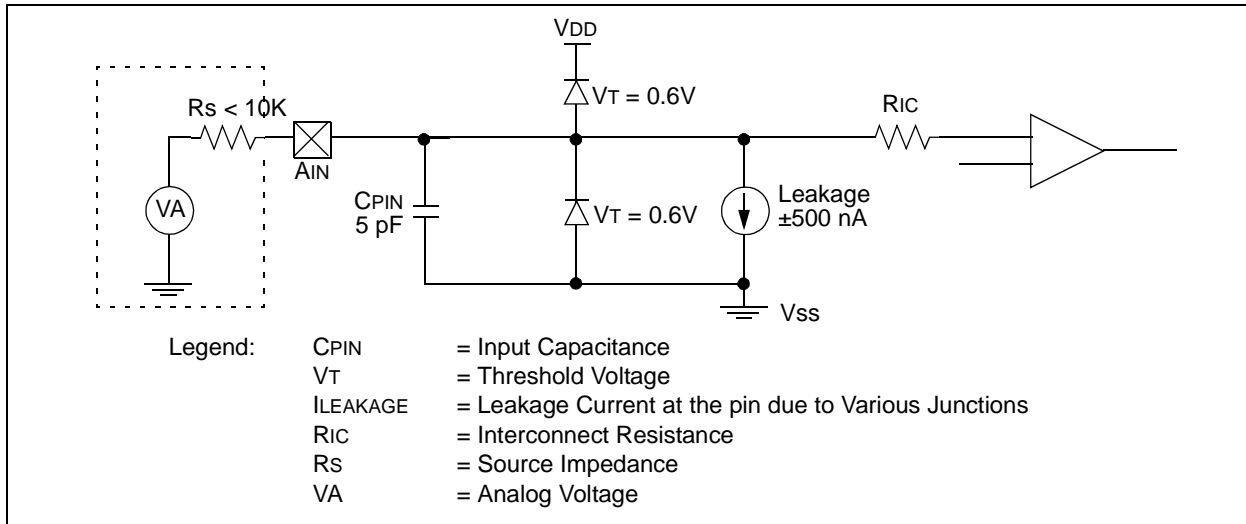 VDD
VT = 0.6V
RIC
Rs < 10K
AIN
VA
CPIN
5 pF
VT = 0.6V
Leakage
±500 nA
Vss
Legend: CPIN = Input Capacitance
VT = Threshold Voltage
ILEAKAGE = Leakage Current at the pin due to Various Junctions
RIC = Interconnect Resistance
RS = Source Impedance
VA = Analog Voltage